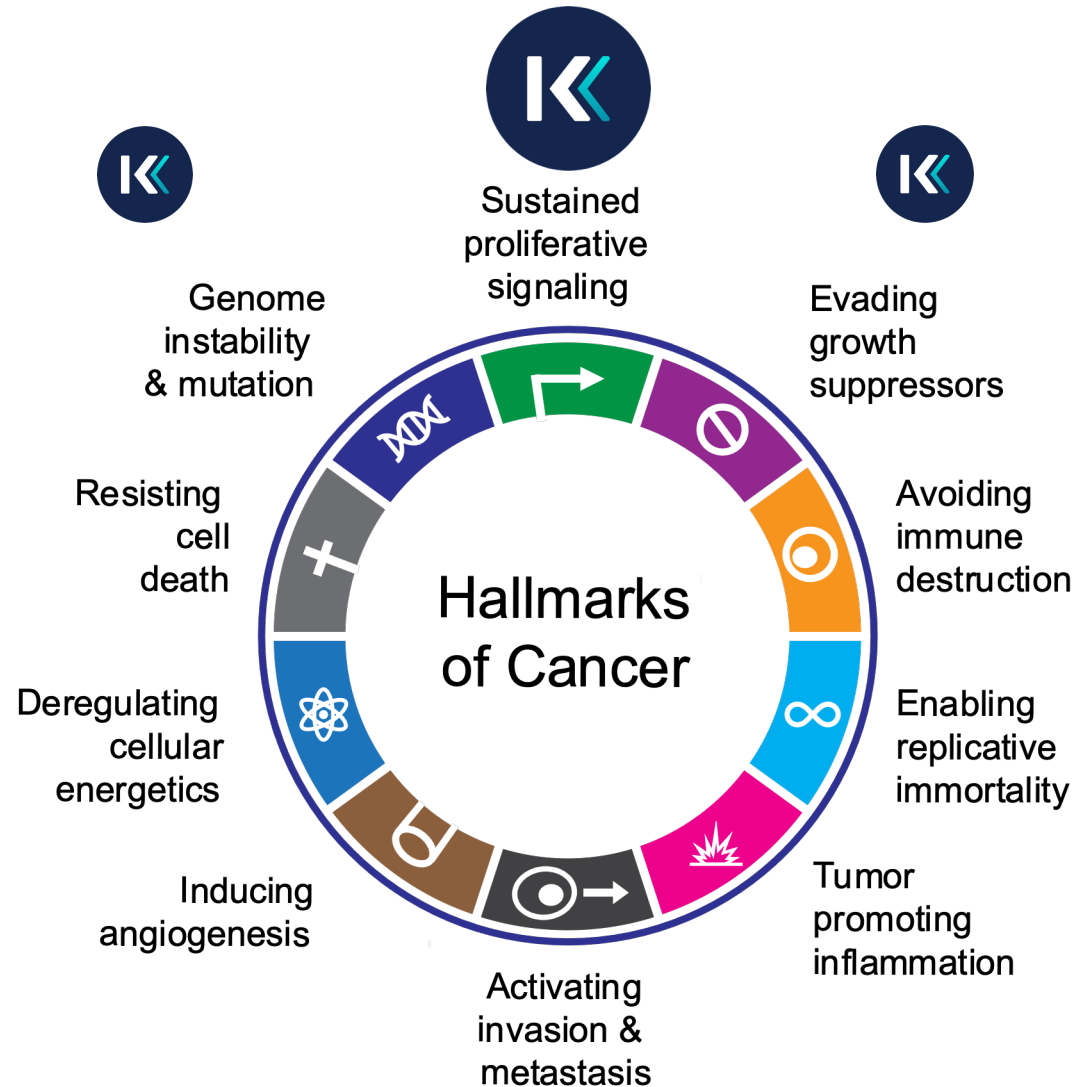 K
K
K
Sustained
proliferative
signaling
Genome
instability
& mutation
Evading
growth
suppressors
Resisting
cell
death
Avoiding
immune
destruction
Hallmarks
of Cancer
Deregulating
cellular
energetics
Enabling
replicative
immortality
Inducing
angiogenesis
Tumor
promoting
inflammation
Activating
invasion &
metastasis